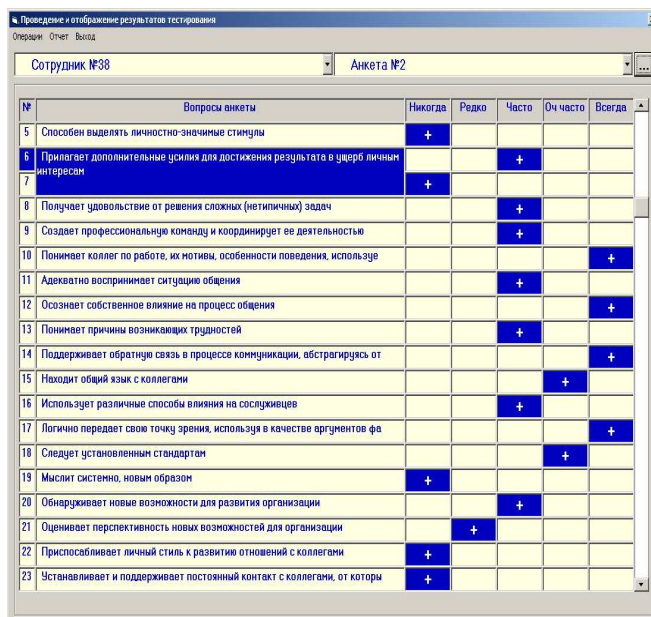 Проведение и отображение результатов тестирования
Операции Отчет Выход
Сотрудник №38 Анкета №2 ...
№ Вопросы анкеты Никогда Редко Часто Оч часто Всегда
5 Способен выделять личностно-значимые стимулы +
6 Прилагает дополнительные усилия для достижения результата в ущерб личным +
интересам
7 +
8 Получает удовольствие от решения сложных (нетипичных) задач +
9 Создает профессиональную команду и координирует ее деятельностью +
10 Понимает коллег по работе, их мотивы, особенности поведения, используе +
11 Адекватно воспринимает ситуацию общения +
12 Осознает собственное влияние на процесс общения +
13 Понимает причины возникающих трудностей +
14 Поддерживает обратную связь в процессе коммуникации, абстрагируясь от +
15 Находит общий язык с коллегами +
16 Использует различные способы влияния на сослуживцев +
17 Логично передает свою точку зрения, используя в качестве аргументов фа +
18 Следует установленным стандартам +
19 Мыслит системно, новым образом +
20 Обнаруживает новые возможности для развития организации +
21 Оценивает перспективность новых возможностей для организации +
22 Приспосабливает личный стиль к развитию отношений с коллегами +
23 Устанавливает и поддерживает постоянный контакт с коллегами, от которы +